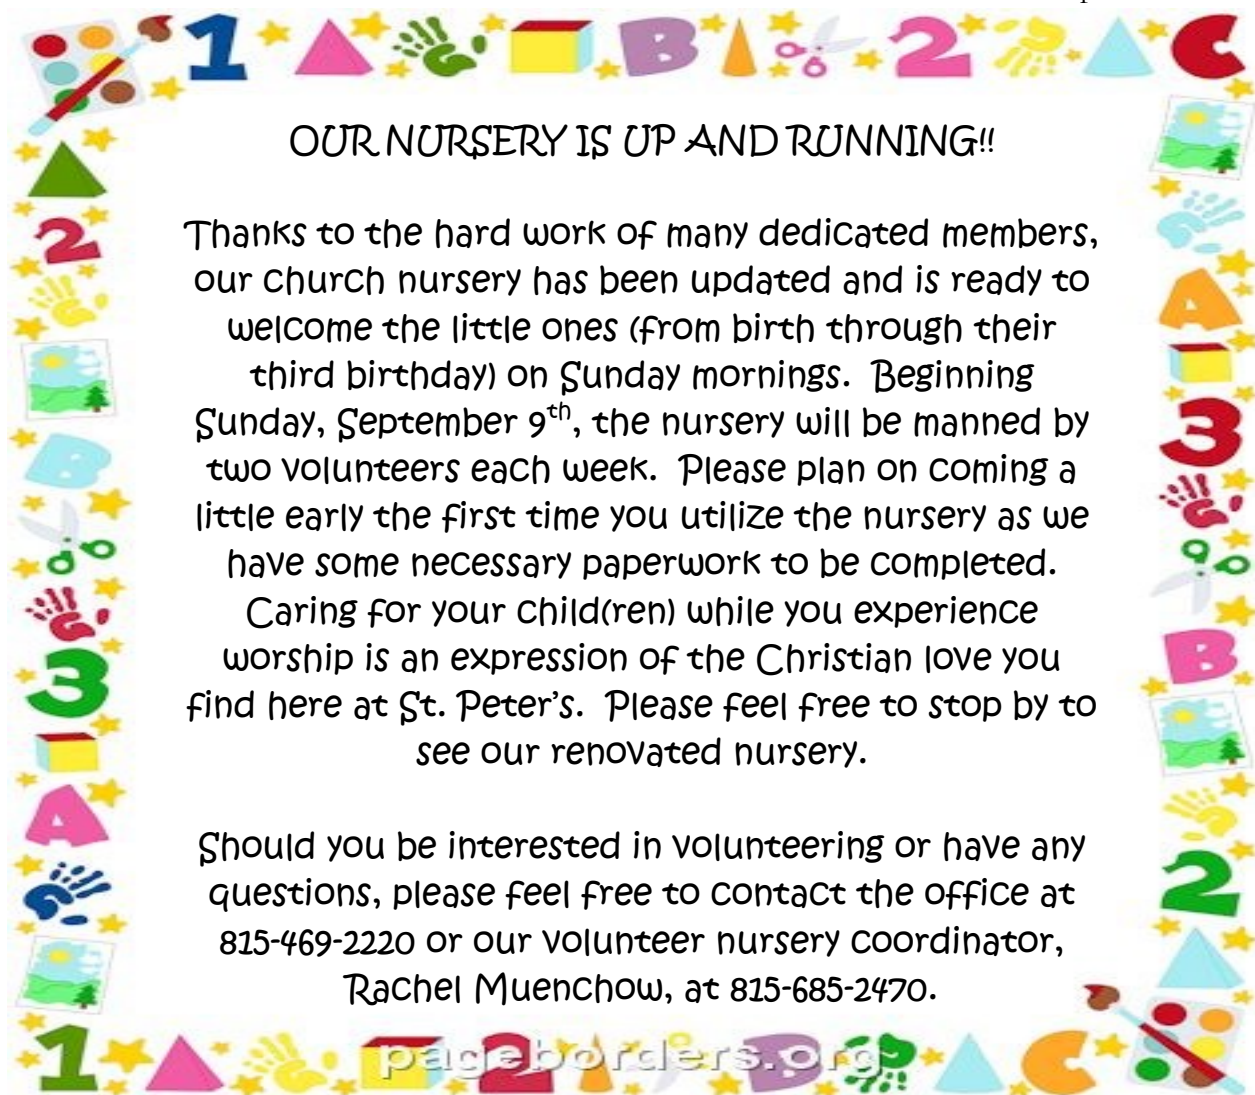 OUR NURSERY IS UP AND RUNNING!!
Thanks to the hard work of many dedicated members,
our church nursery has been updated and is ready to
welcome the little ones (from birth through their
third birthday) on Sunday mornings. Beginning
Sunday, September 9th, the nursery will be manned by
two volunteers each week. Please plan on coming a
little early the first time you utilize the nursery as we
have some necessary paperwork to be completed.
Caring for your child(ren) while you experience
worship is an expression of the Christian love you
find here at St. Peter's. Please feel free to stop by to
see our renovated nursery.
Should you be interested in volunteering or have any
questions, please feel free to contact the office at
815-469-2220 or our volunteer nursery coordinator,
Rachel Muenchow, at 815-685-2470.
pageborders.org